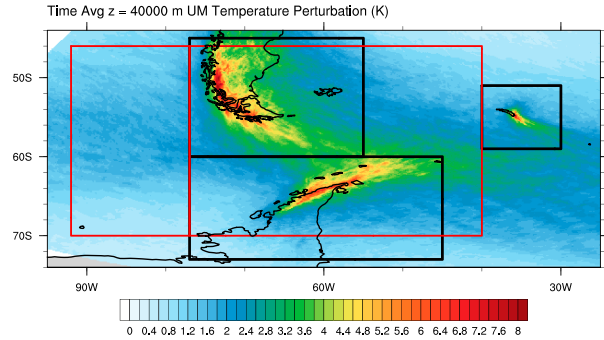 Time Avg z = 40000 m UM Temperature Perturbation (K)
50S
60S
70S
90W 60W 30W
0 0.4 0.8 1.2 1.6 2 2.4 2.8 3.2 3.6 4 4.4 4.8 5.2 5.6 6 6.4 6.8 7.2 7.6 8